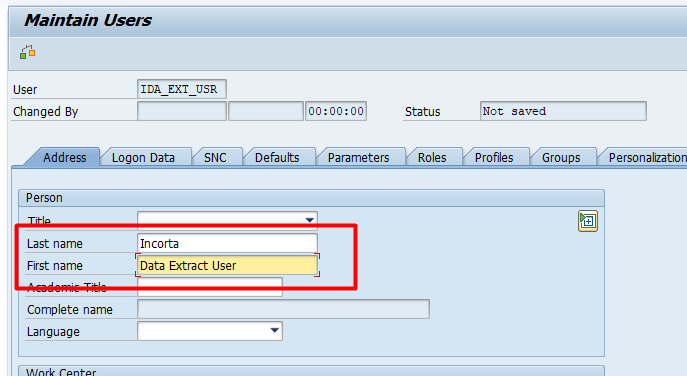 Maintain Users
User IDA_EXT_USR
Changed By 00:00:00 Status Not saved
Address Logon Data SNC Defaults Parameters Roles Profiles Groups Personalization
Person
Title
Last name Incorta
First name Data Extract User
Academic Title
Complete name
Language
Work Center